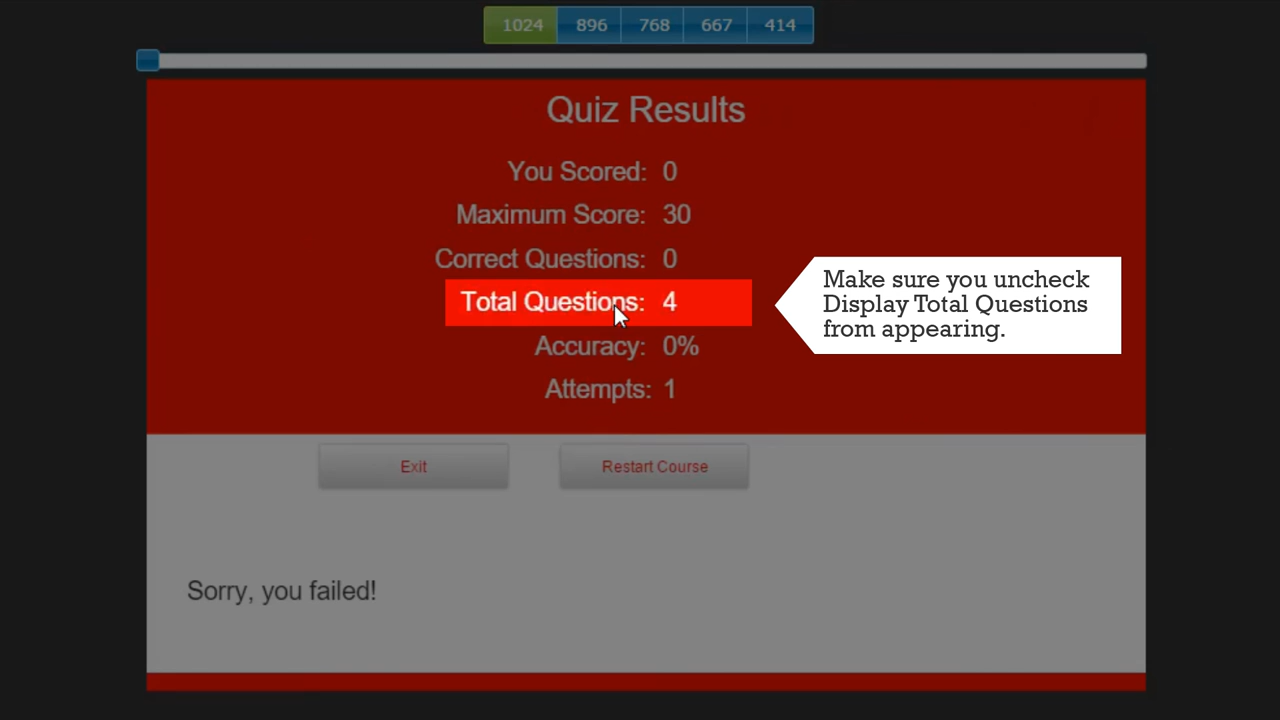 1024 896 768 667 414
Quiz Results
You Scored: 0
Maximum Score: 30
Correct Questions: 0
Total Questions: 4
Accuracy: 0%
Attempts: 1
Make sure you uncheck
Display Total Questions
from appearing.
Exit Restart Course
Sorry, you failed!